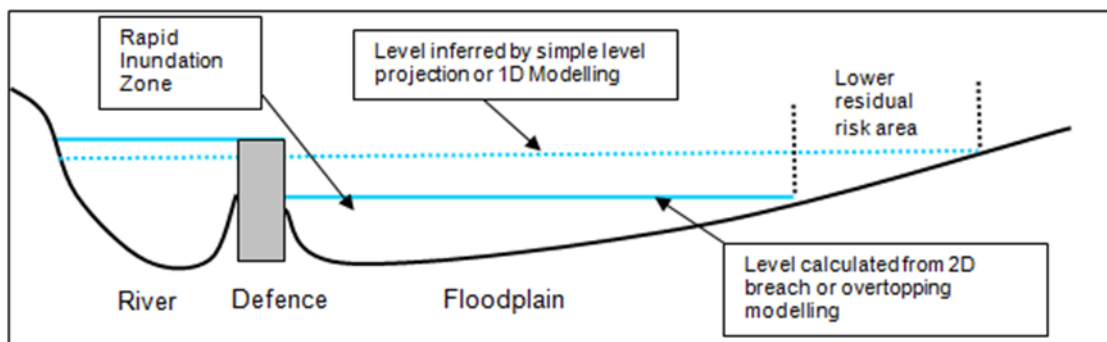 Rapid
Inundation
Zone
Level inferred by simple level
projection or 1D Modelling
Lower
residual
risk area
Level calculated from 2D
breach or overtopping
modelling
River
Defence
Floodplain